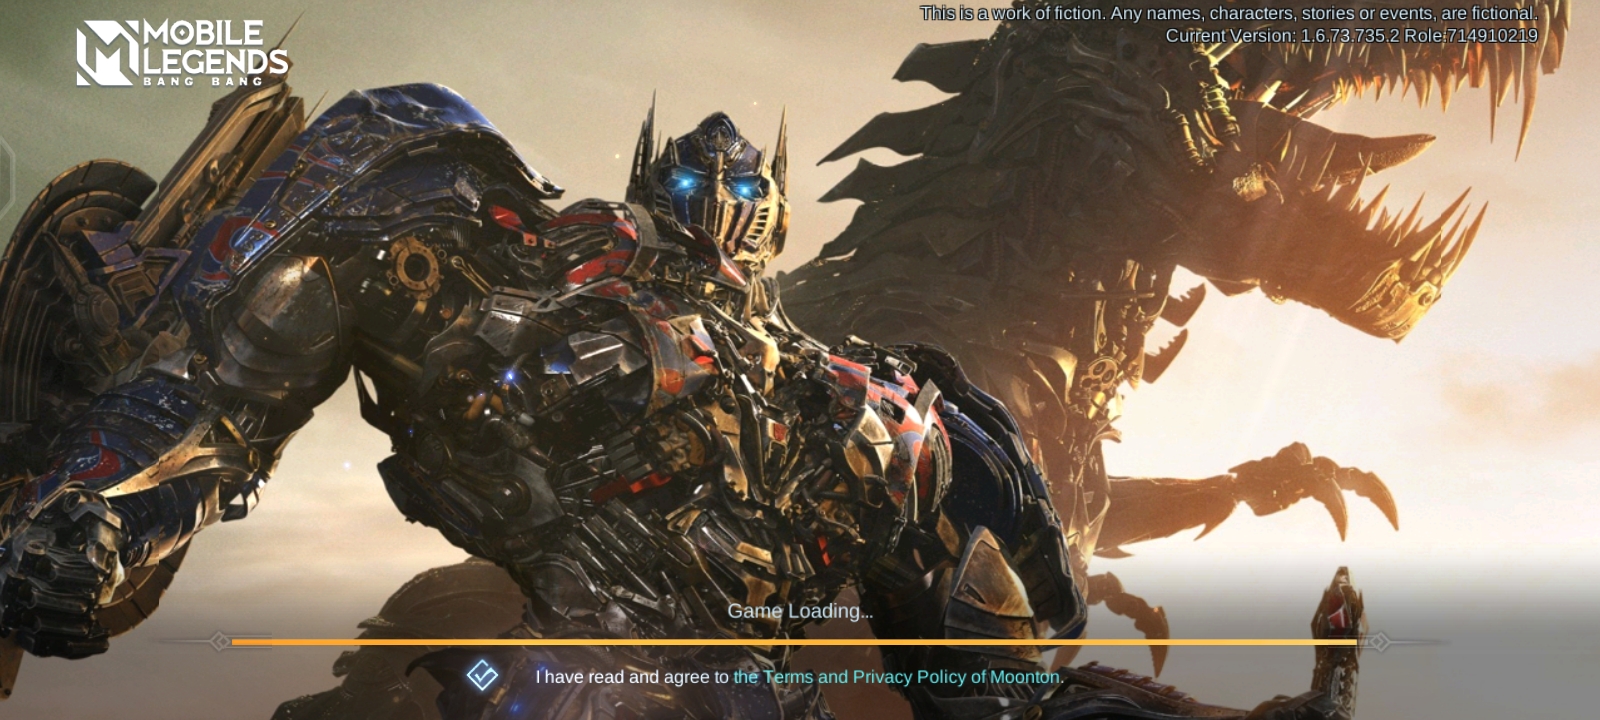 MOBILE
LEGENDS
BANG BANG
This is a work of fiction. Any names, characters, stories or events, are fictional.
Current Version: 1.6.73.735.2 Role:714910219
Game Loading...
I have read and agree to the Terms and Privacy Policy of Moonton.